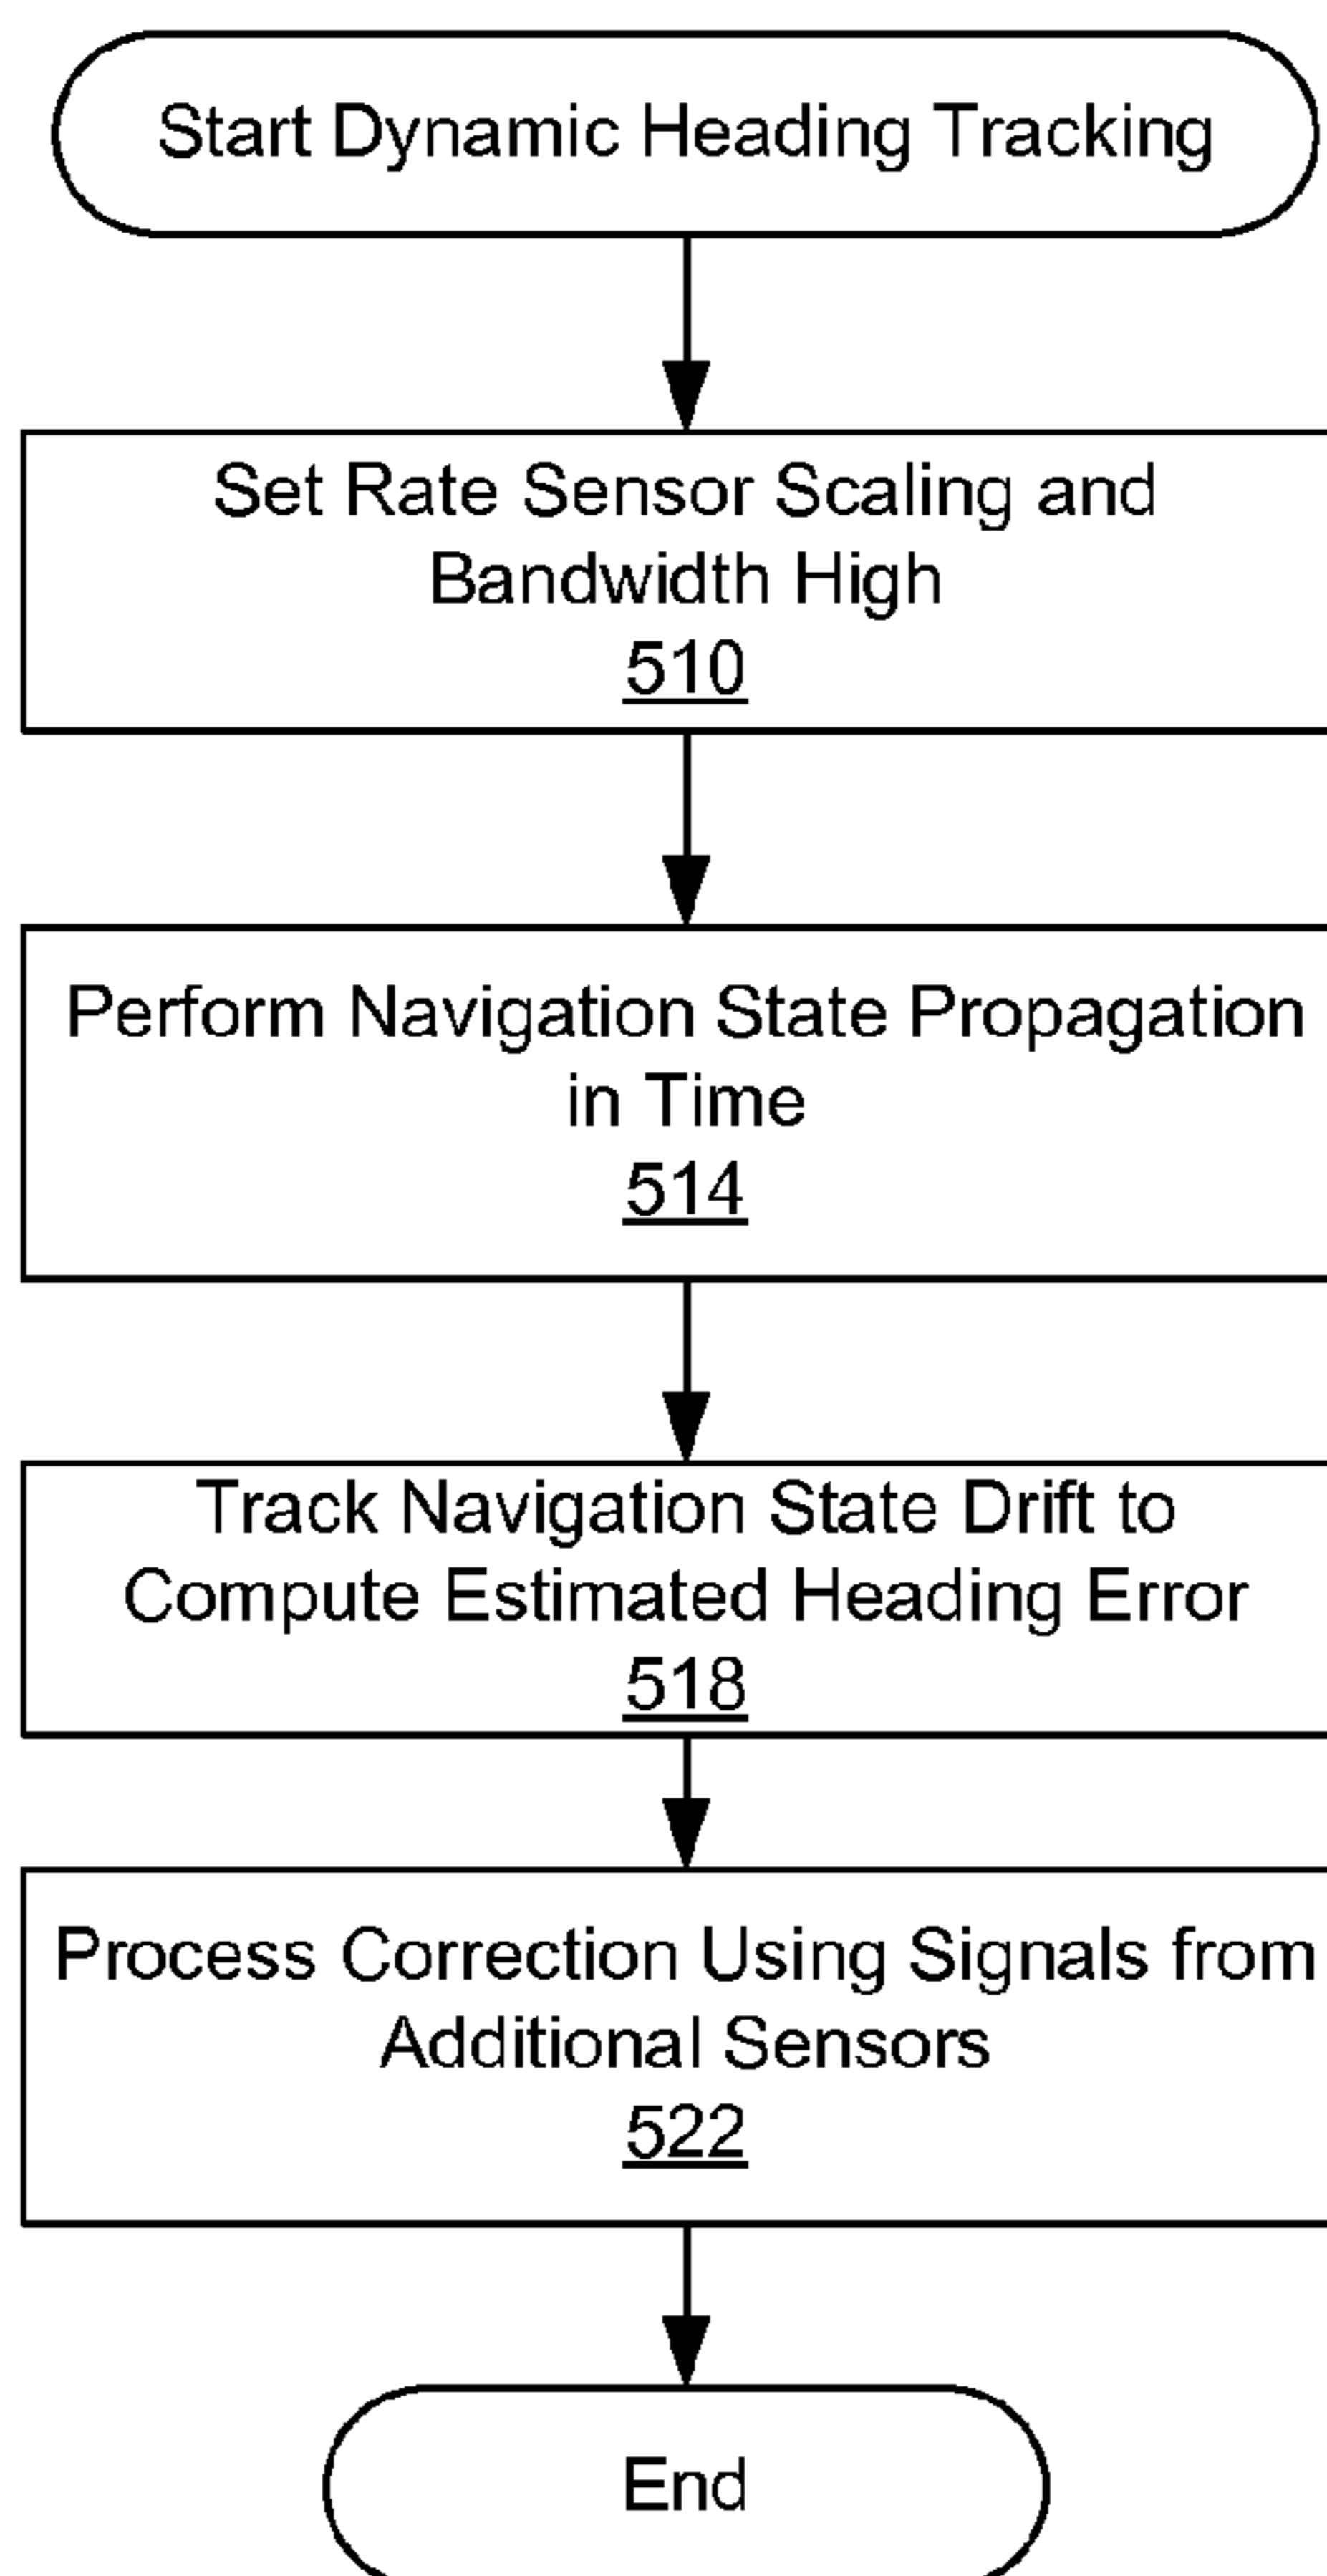 Start Dynamic Heading Tracking
Set Rate Sensor Scaling and
Bandwidth High
510
Perform Navigation State Propagation
in Time
514
Track Navigation State Drift to
Compute Estimated Heading Error
518
Process Correction Using Signals from
Additional Sensors
522
End